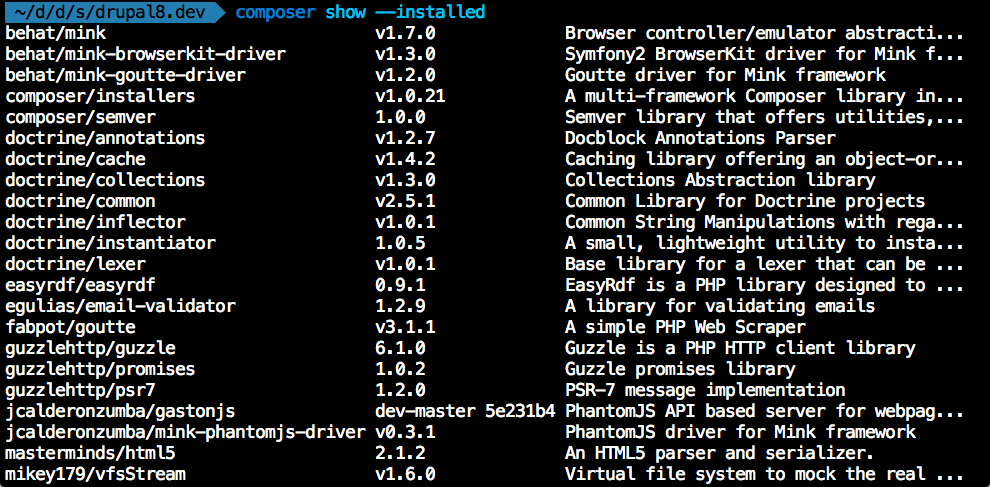 ~/d/d/s/drupal8.dev composer show --installed
behat/mink v1.7.0 Browser controller/emulator abstracti...
behat/mink-browserkit-driver v1.3.0 Symfony2 BrowserKit driver for Mink f...
behat/mink-goutte-driver v1.2.0 Goutte driver for Mink framework
composer/installers v1.0.21 A multi-framework Composer library in...
composer/semver 1.0.0 Semver library that offers utilities,...
doctrine/annotations v1.2.7 Docblock Annotations Parser
doctrine/cache v1.4.2 Caching library offering an object-or...
doctrine/collections v1.3.0 Collections Abstraction library
doctrine/common v2.5.1 Common Library for Doctrine projects
doctrine/inflector v1.0.1 Common String Manipulations with rega...
doctrine/instantiator 1.0.5 A small, lightweight utility to insta...
doctrine/lexer v1.0.1 Base library for a lexer that can be ...
easyrdf/easyrdf 0.9.1 EasyRdf is a PHP library designed to ...
egulias/email-validator 1.2.9 A library for validating emails
fabpot/goutte v3.1.1 A simple PHP Web Scraper
guzzlehttp/guzzle 6.1.0 Guzzle is a PHP HTTP client library
guzzlehttp/promises 1.0.2 Guzzle promises library
guzzlehttp/psr7 1.2.0 PSR-7 message implementation
jcalderonzumba/gastonjs dev-master 5e231b4 PhantomJS API based server for webpag...
jcalderonzumba/mink-phantomjs-driver v0.3.1 PhantomJS driver for Mink framework
masterminds/html5 2.1.2 An HTML5 parser and serializer.
mikey179/vfsStream v1.6.0 Virtual file system to mock the real ...